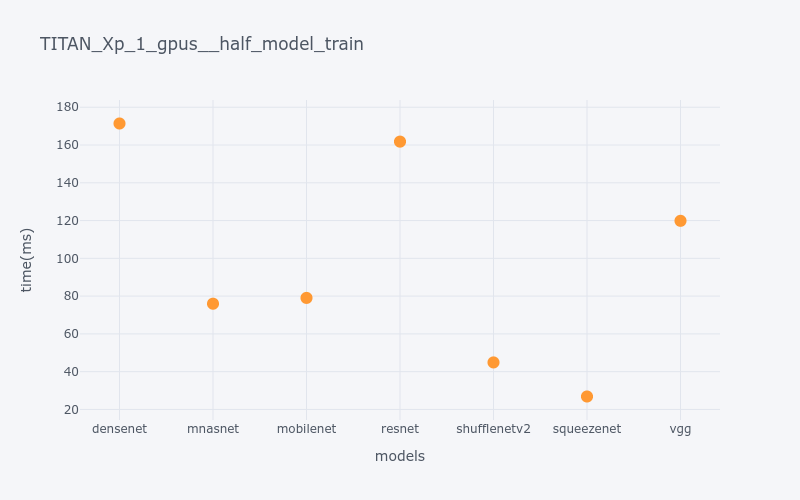 TITAN_Xp_1_gpus__half_model_train
180
160
140
120
100
80
60
40
20
time(ms)
densenet mnasnet mobilenet resnet shufflenetv2 squeezenet vgg
models